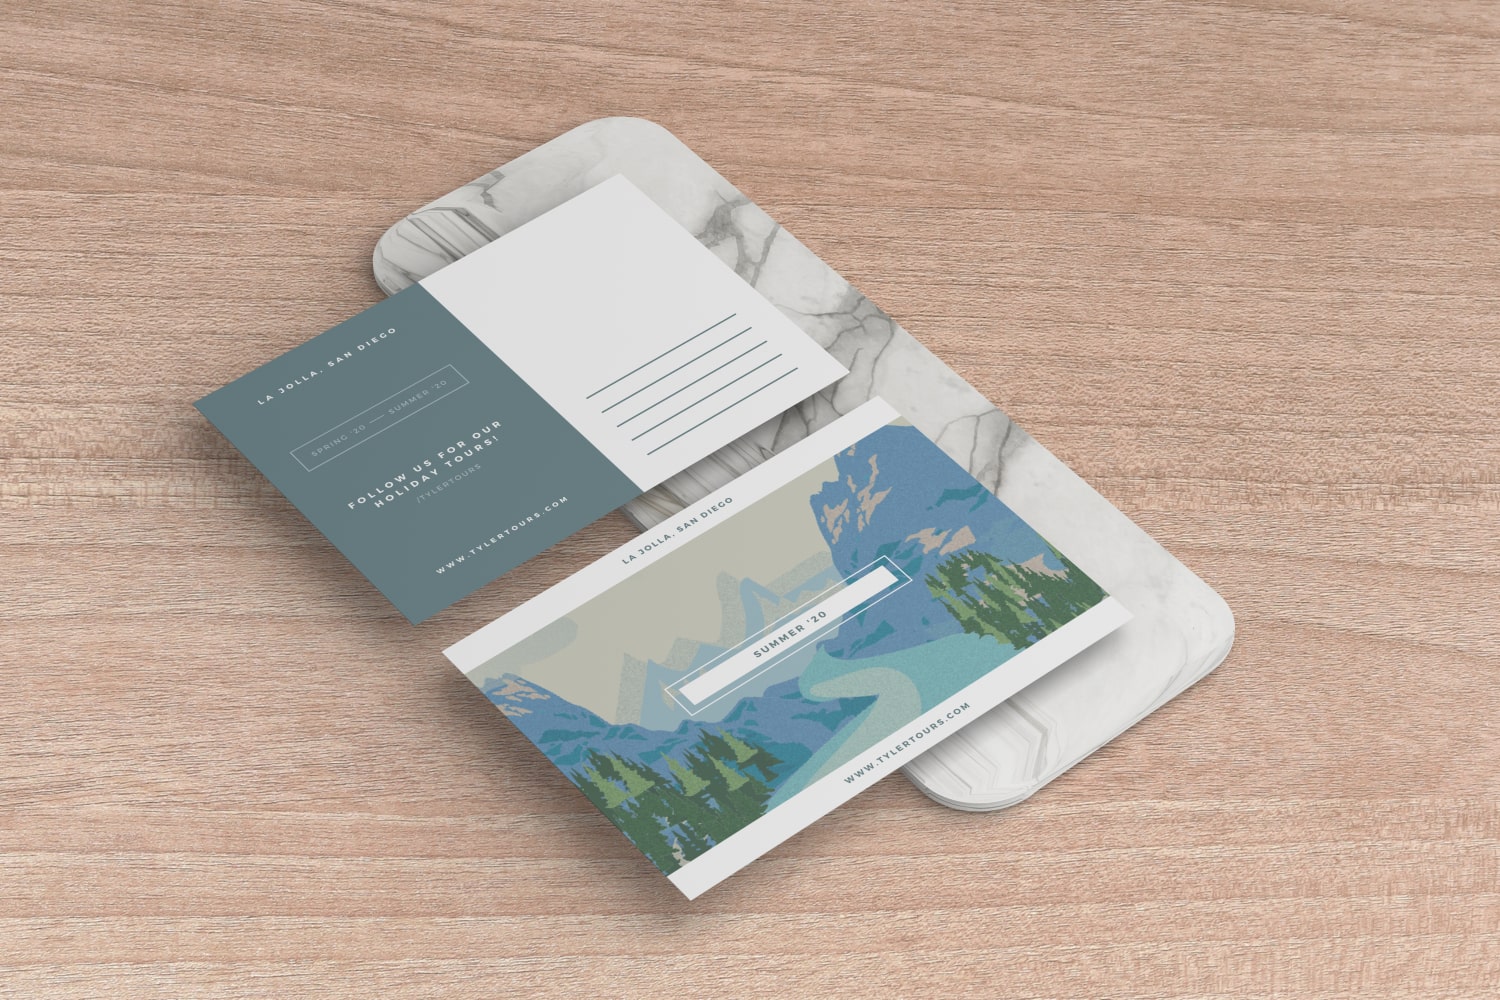 LA JOLLA, SAN DIEGO
SPRING '20 — SUMMER '20
FOLLOW US FOR OUR
HOLIDAY TOURS!
/TYLERTOURS
WWW.TYLERTOURS.COM
LA JOLLA, SAN DIEGO
SUMMER '20
WWW.TYLERTOURS.COM